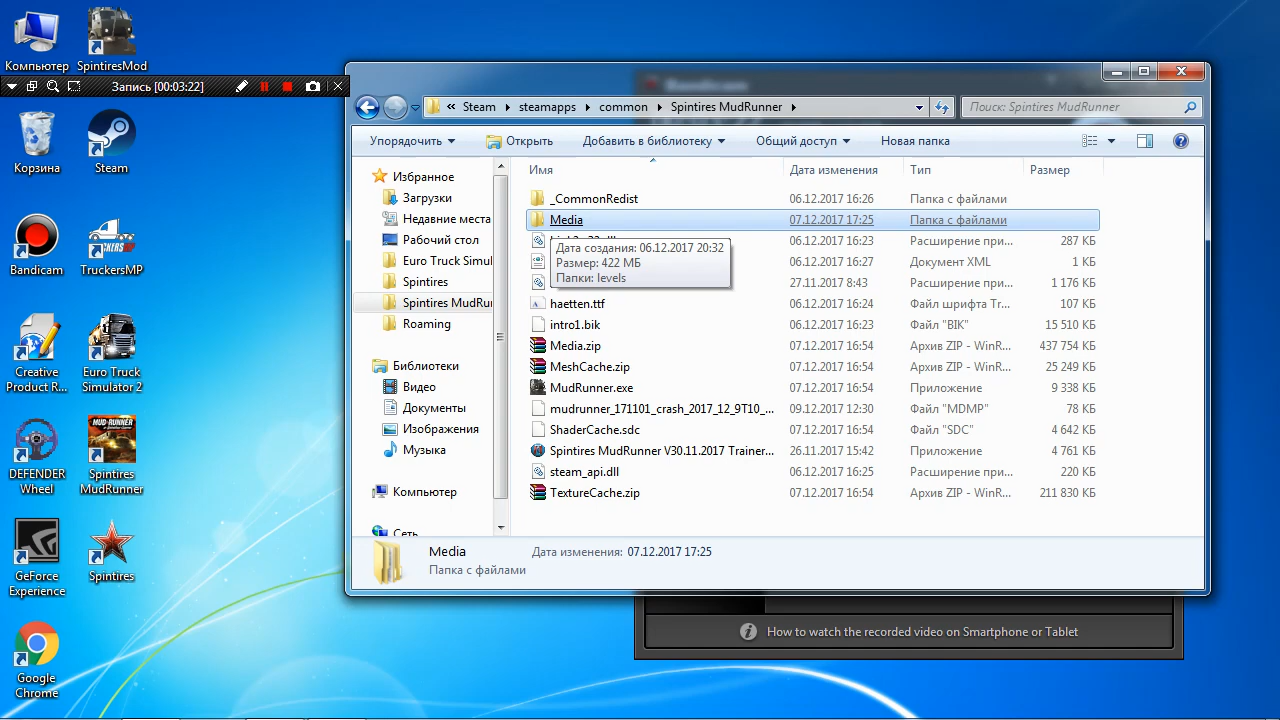 Компьютер
SpintiresMod
Запись [00:03:22]
Корзина
Steam
Bandicam
TruckersMP
Creative
Product R...
Euro Truck
Simulator 2
DEFENDER
Wheel
Spintires
MudRunner
GeForce
Experience
Spintires
Google
Chrome
« Steam steamapps common Spintires MudRunner
Поиск: Spintires MudRunner
Упорядочить Открыть Добавить в библиотеку Общий доступ Новая папка
Избранное
Загрузки
Недавние места
Рабочий стол
Euro Truck Simul
Spintires
Spintires MudRun
Roaming
Библиотеки
Видео
Документы
Изображения
Музыка
Компьютер
Сеть
Имя Дата изменения Тип Размер
_CommonRedist 06.12.2017 16:26 Папка с файлами
Media 07.12.2017 17:25 Папка с файлами
06.12.2017 16:23 Расширение при... 287 КБ
06.12.2017 16:27 Документ XML 1 КБ
27.11.2017 8:43 Расширение при... 1 176 КБ
haetten.ttf 06.12.2017 16:24 Файл шрифта Tr... 107 КБ
intro1.bik 06.12.2017 16:23 Файл "BIK" 15 510 КБ
Media.zip 07.12.2017 16:54 Архив ZIP - WinR... 437 754 КБ
MeshCache.zip 07.12.2017 16:54 Архив ZIP - WinR... 25 249 КБ
MudRunner.exe 07.12.2017 16:54 Приложение 9 338 КБ
mudrunner_171101_crash_2017_12_9T10_... 09.12.2017 12:30 Файл "MDMP" 78 КБ
ShaderCache.sdc 07.12.2017 16:54 Файл "SDC" 4 642 КБ
Spintires MudRunner V30.11.2017 Trainer... 26.11.2017 15:42 Приложение 4 761 КБ
steam_api.dll 06.12.2017 16:25 Расширение при... 220 КБ
TextureCache.zip 07.12.2017 16:54 Архив ZIP - WinR... 211 830 КБ
Дата создания: 06.12.2017 20:32
Размер: 422 МБ
Папки: levels
Media Дата изменения: 07.12.2017 17:25
Папка с файлами
How to watch the recorded video on Smartphone or Tablet